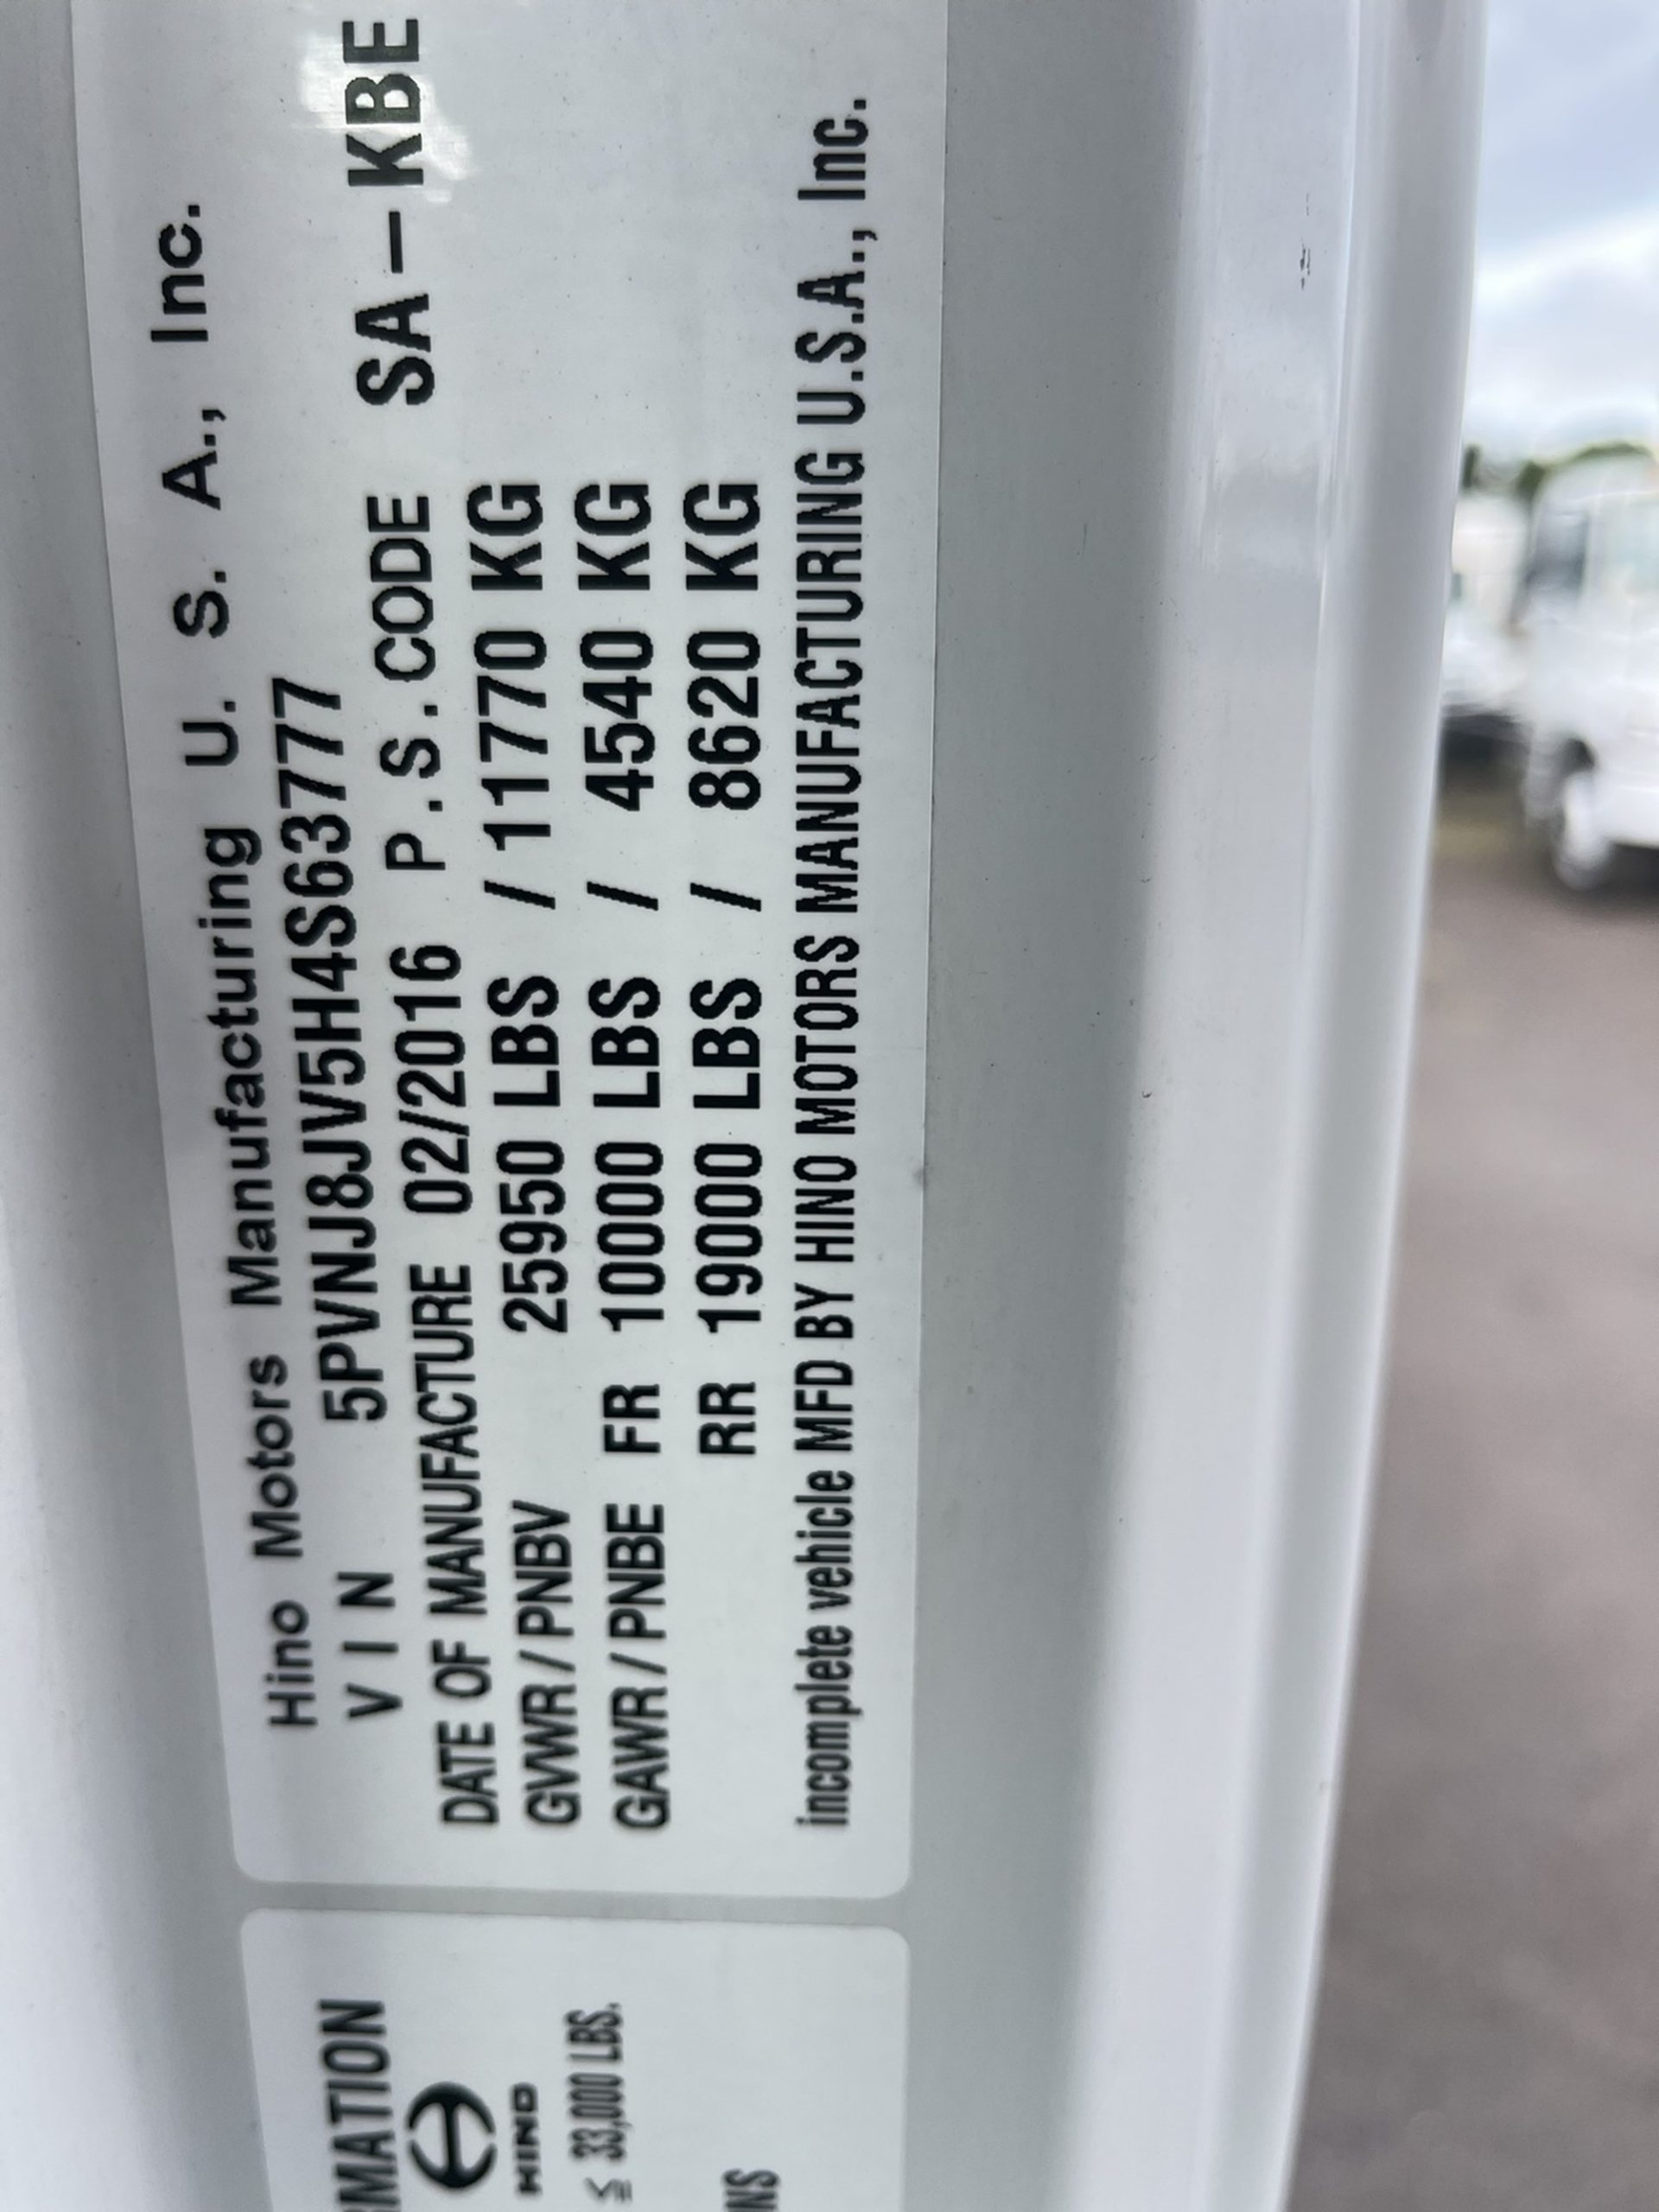 Hino Motors Manufacturing U. S. A., Inc.
VIN 5PVNJ8JV5H4S63777
DATE OF MANUFACTURE 02/2016 P.S.CODE SA-KBE
GVWR/PNBV 25950 LBS / 11770 KG
GAWR/PNBE FR 10000 LBS / 4540 KG
RR 19000 LBS / 8620 KG
incomplete vehicle MFD BY HINO MOTORS MANUFACTURING U.S.A., Inc.
RMATION
HINO
≦ 33,000 LBS.
NS